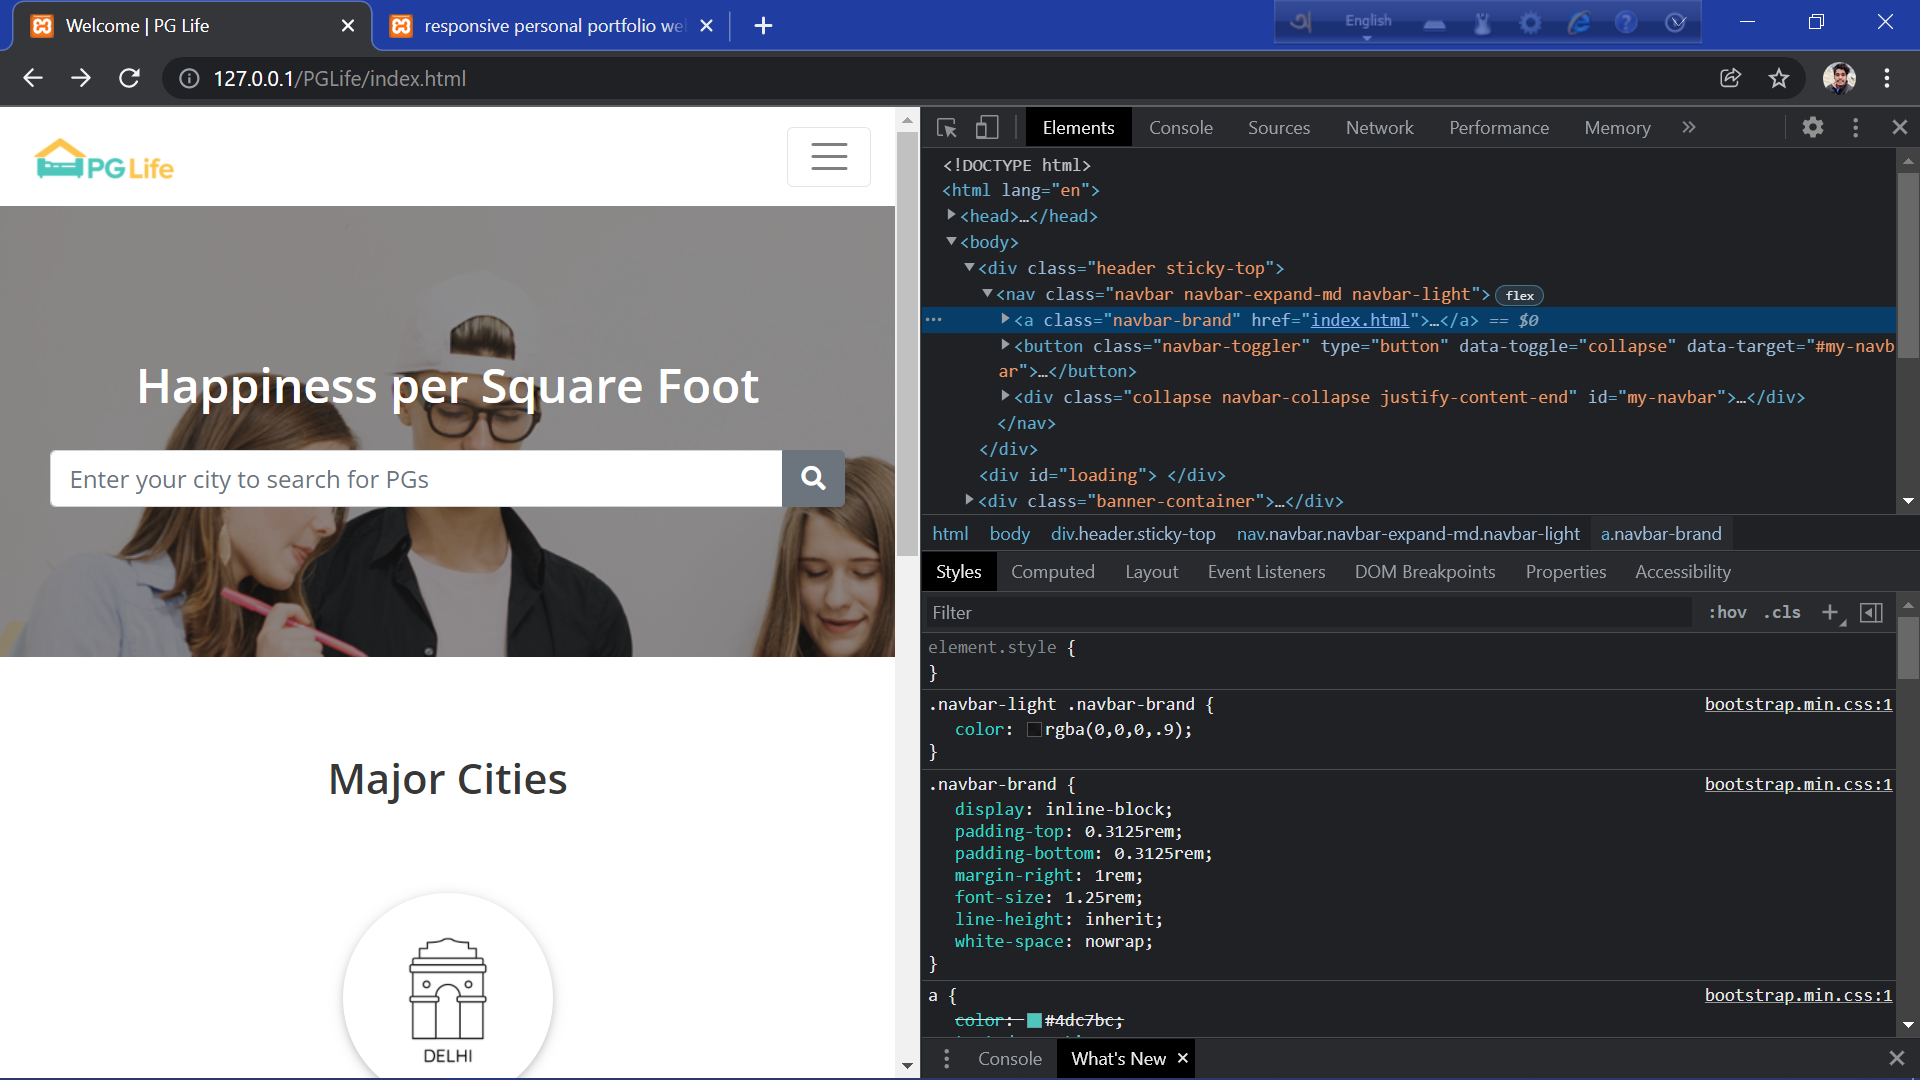 Welcome | PG Life
responsive personal portfolio we
English
127.0.0.1/PGLife/index.html
PG Life
Happiness per Square Foot
Enter your city to search for PGs
Major Cities
DELHI
Elements Console Sources Network Performance Memory »
<!DOCTYPE html>
<html lang="en">
<head>…</head>
<body>
<div class="header sticky-top">
<nav class="navbar navbar-expand-md navbar-light"> flex
<a class="navbar-brand" href="index.html">…</a> == $0
<button class="navbar-toggler" type="button" data-toggle="collapse" data-target="#my-navb
ar">…</button>
<div class="collapse navbar-collapse justify-content-end" id="my-navbar">…</div>
</nav>
</div>
<div id="loading"> </div>
<div class="banner-container">…</div>
html body div.header.sticky-top nav.navbar.navbar-expand-md.navbar-light a.navbar-brand
Styles Computed Layout Event Listeners DOM Breakpoints Properties Accessibility
Filter :hov .cls +
element.style {
}
.navbar-light .navbar-brand { bootstrap.min.css:1
color: rgba(0,0,0,.9);
}
.navbar-brand { bootstrap.min.css:1
display: inline-block;
padding-top: 0.3125rem;
padding-bottom: 0.3125rem;
margin-right: 1rem;
font-size: 1.25rem;
line-height: inherit;
white-space: nowrap;
}
a { bootstrap.min.css:1
color: #4dc7bc;
Console What's New ×